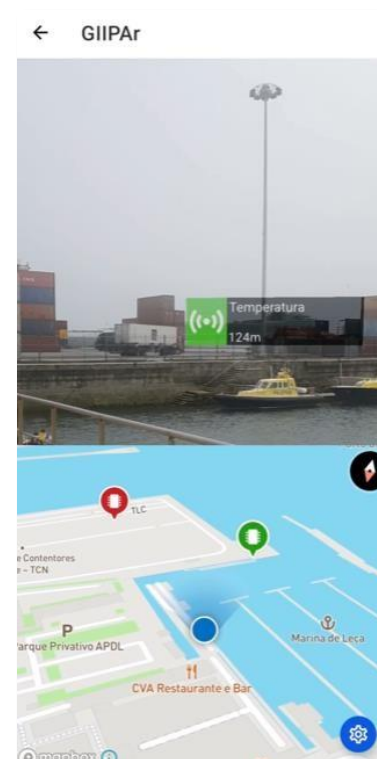 GIIPAr
Temperatura
124m
TLC
e Contentores
e - TCN
P
Parque Privativo APDL
Marina de Leça
CVA Restaurante e Bar
mapbox